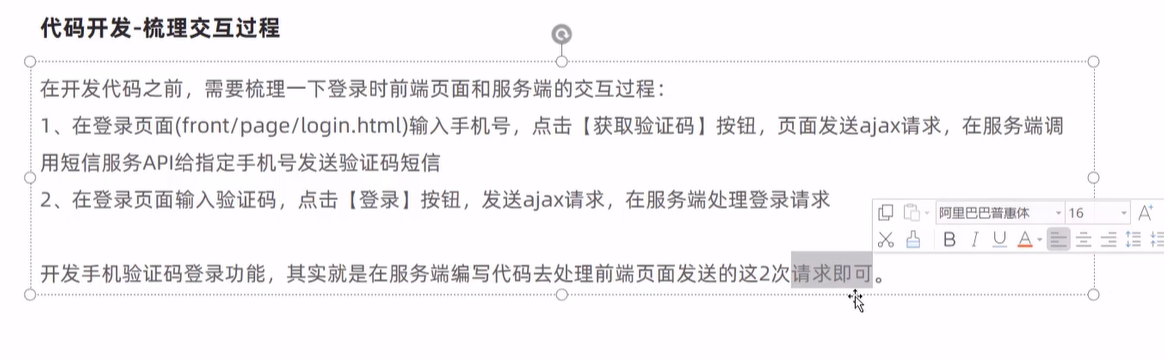 代码开发-梳理交互过程
在开发代码之前，需要梳理一下登录时前端页面和服务端的交互过程：
1、在登录页面(front/page/login.html)输入手机号，点击【获取验证码】按钮，页面发送ajax请求，在服务端调
用短信服务API给指定手机号发送验证码短信
2、在登录页面输入验证码，点击【登录】按钮，发送ajax请求，在服务端处理登录请求
阿里巴巴普惠体 16 A+
B I U A
开发手机验证码登录功能，其实就是在服务端编写代码去处理前端页面发送的这2次请求即可。